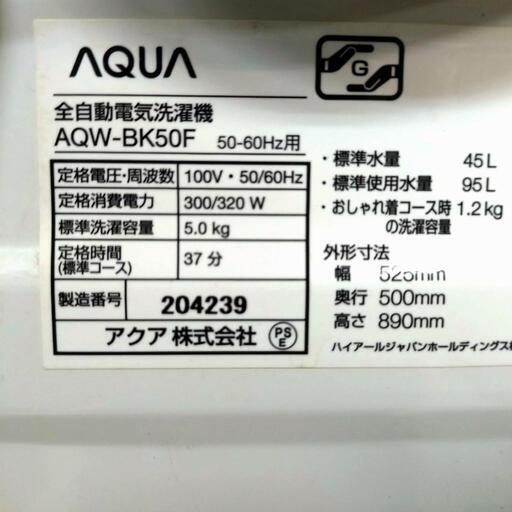 AQUA
G
全自動電気洗濯機
AQW-BK50F 50-60Hz用
定格電圧・周波数 100V・50/60Hz
定格消費電力 300/320 W
標準洗濯容量 5.0 kg
定格時間 37 分
(標準コース)
製造番号 204239
アクア 株式会社 PSE
・標準水量 45 L
・標準使用水量 95 L
・おしゃれ着コース時 1.2 kg
の洗濯容量
外形寸法
幅 525mm
奥行 500mm
高さ 890mm
ハイアールジャパンホールディングス